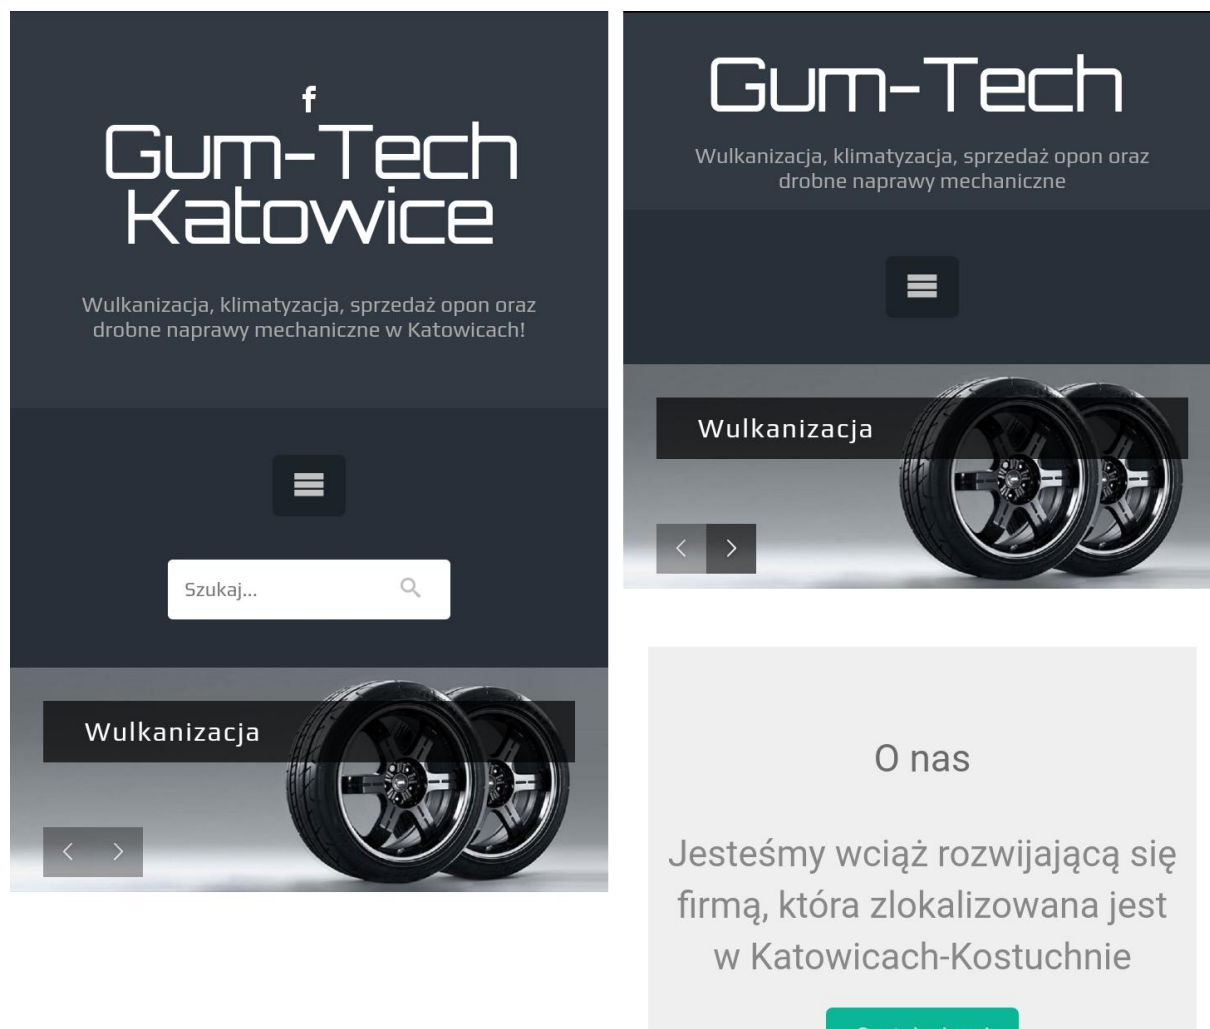 f
Gum-Tech
Katowice
Wulkanizacja, klimatyzacja, sprzedaż opon oraz
drobne naprawy mechaniczne w Katowicach!
Szukaj...
Wulkanizacja
Gum-Tech
Wulkanizacja, klimatyzacja, sprzedaż opon oraz
drobne naprawy mechaniczne
Wulkanizacja
O nas
Jesteśmy wciąż rozwijającą się
firmą, która zlokalizowana jest
w Katowicach-Kostuchnie